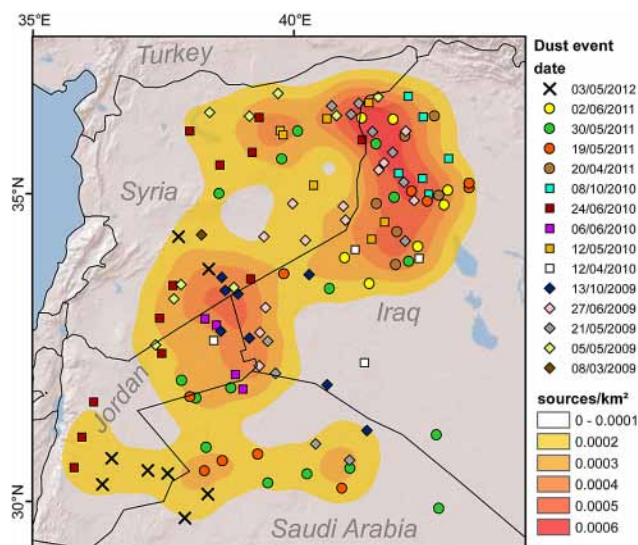 35°E
40°E
Turkey
Dust event
date
03/05/2012
02/06/2011
30/05/2011
19/05/2011
20/04/2011
08/10/2010
24/06/2010
06/06/2010
12/05/2010
12/04/2010
13/10/2009
27/06/2009
21/05/2009
05/05/2009
08/03/2009
35°N
Syria
Iraq
Jordan
30°N
Saudi Arabia
sources/km²
0 - 0.0001
0.0002
0.0003
0.0004
0.0005
0.0006